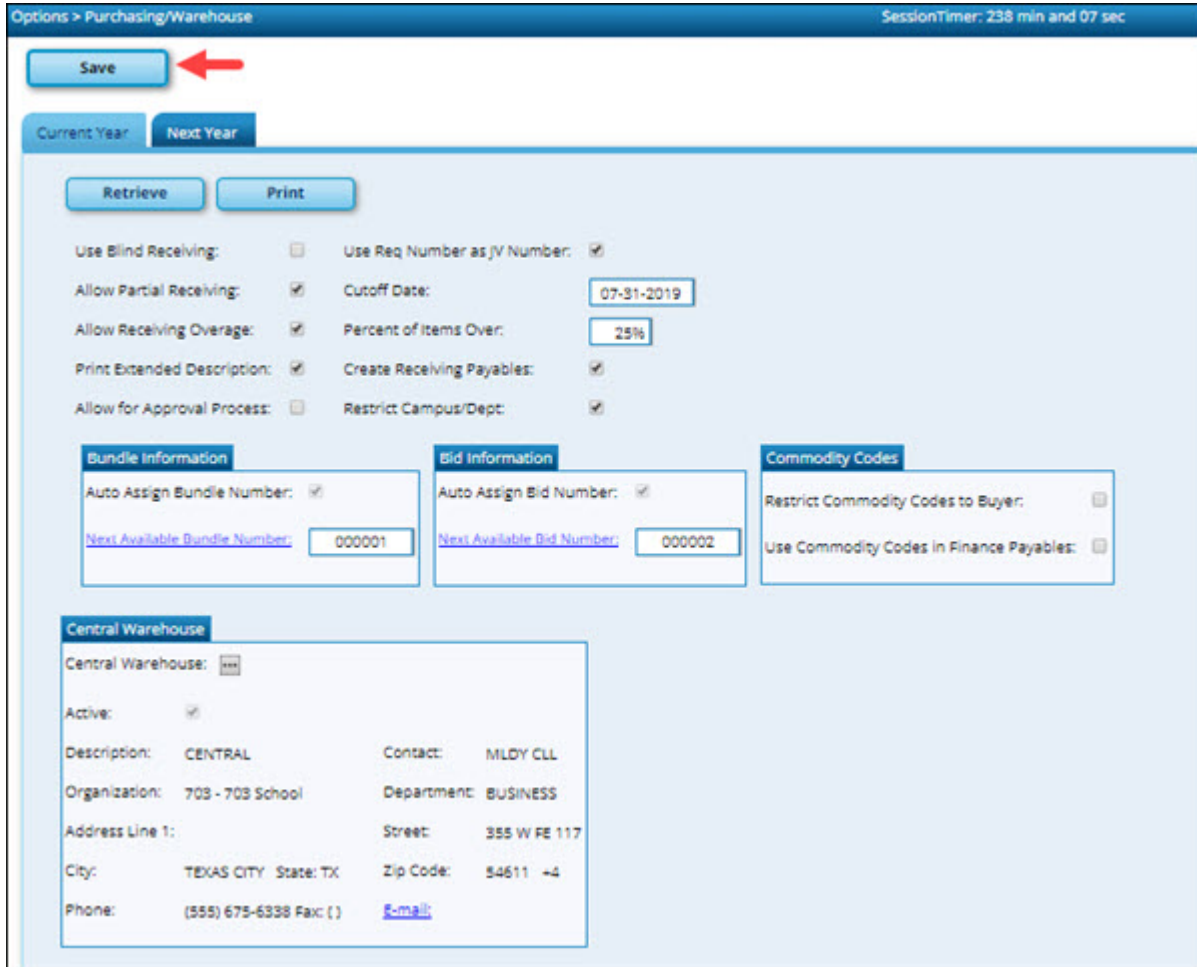 Options > Purchasing/Warehouse SessionTimer: 238 min and 07 sec
Save
Current Year Next Year
Retrieve Print
Use Blind Receiving: Use Req Number as JV Number:
Allow Partial Receiving: Cutoff Date: 07-31-2019
Allow Receiving Overage: Percent of Items Over: 25%
Print Extended Description: Create Receiving Payables:
Allow for Approval Process: Restrict Campus/Dept:
Bundle Information Bid Information Commodity Codes
Auto Assign Bundle Number: Auto Assign Bid Number: Restrict Commodity Codes to Buyer:
Next Available Bundle Number: 000001 Next Available Bid Number: 000002 Use Commodity Codes in Finance Payables:
Central Warehouse
Central Warehouse: ...
Active:
Description: CENTRAL Contact: MLDY CLL
Organization: 703 - 703 School Department: BUSINESS
Address Line 1: Street: 355 W FE 117
City: TEXAS CITY State: TX Zip Code: 54611 +4
Phone: (555) 675-6338 Fax: ( ) E-mail: